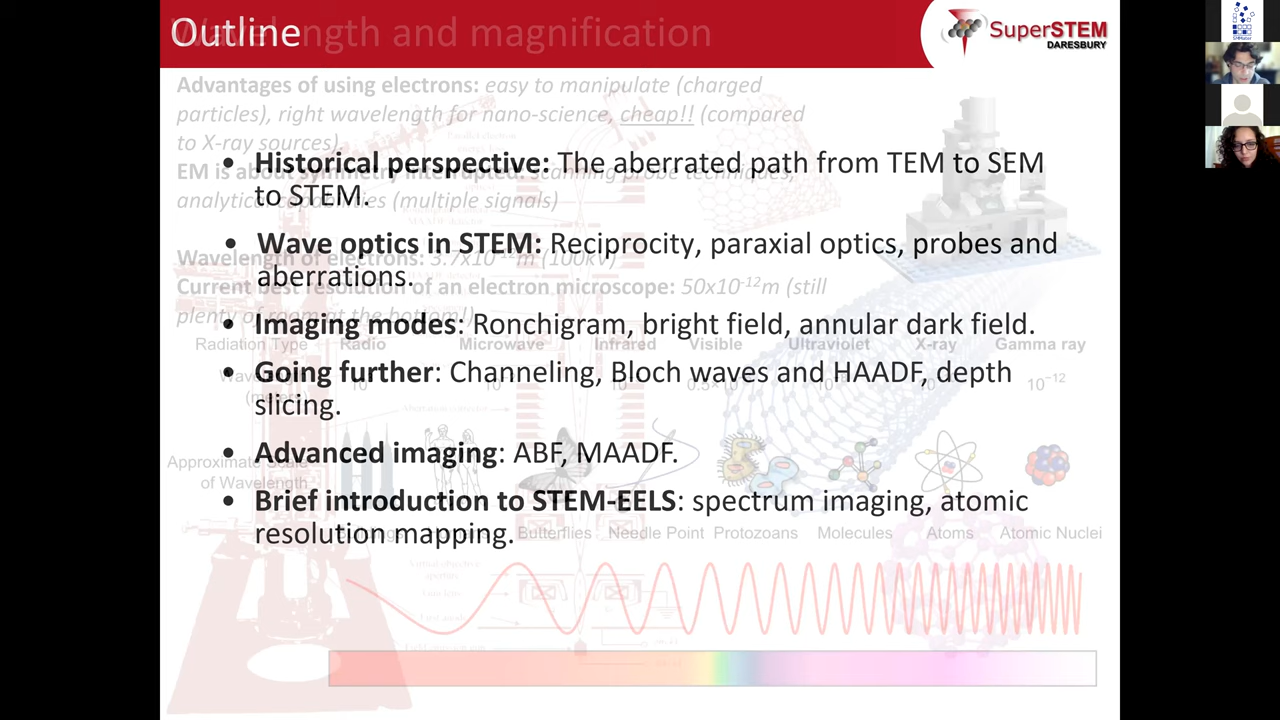 Outline
Wavelength and magnification
SuperSTEM
DARESBURY
Advantages of using electrons: easy to manipulate (charged
particles), right wavelength for nano-science, cheap!! (compared
to X-ray sources)
• Historical perspective: The aberrated path from TEM to SEM
to STEM.
EM is about symmetry interrupted: scanning probe techniques,
analytical capabilities (multiple signals)
• Wave optics in STEM: Reciprocity, paraxial optics, probes and
aberrations.
Wavelength of electrons: 3.7x10⁻¹²m (100kV)
Current best resolution of an electron microscope: 50x10⁻¹²m (still
plenty of room at the bottom!)
• Imaging modes: Ronchigram, bright field, annular dark field.
Radiation Type Radio Microwave Infrared Visible Ultraviolet X-ray Gamma ray
• Going further: Channeling, Bloch waves and HAADF, depth
slicing.
10⁻¹²
• Advanced imaging: ABF, MAADF.
Approximate Scale
of Wavelength
• Brief introduction to STEM-EELS: spectrum imaging, atomic
resolution mapping.
Butterflies Needle Point Protozoans Molecules Atoms Atomic Nuclei